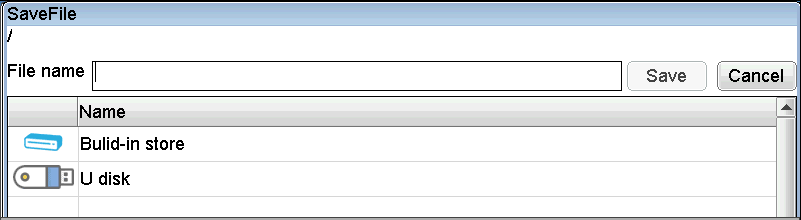 SaveFile
/
File name Save Cancel
Name
Bulid-in store
U disk